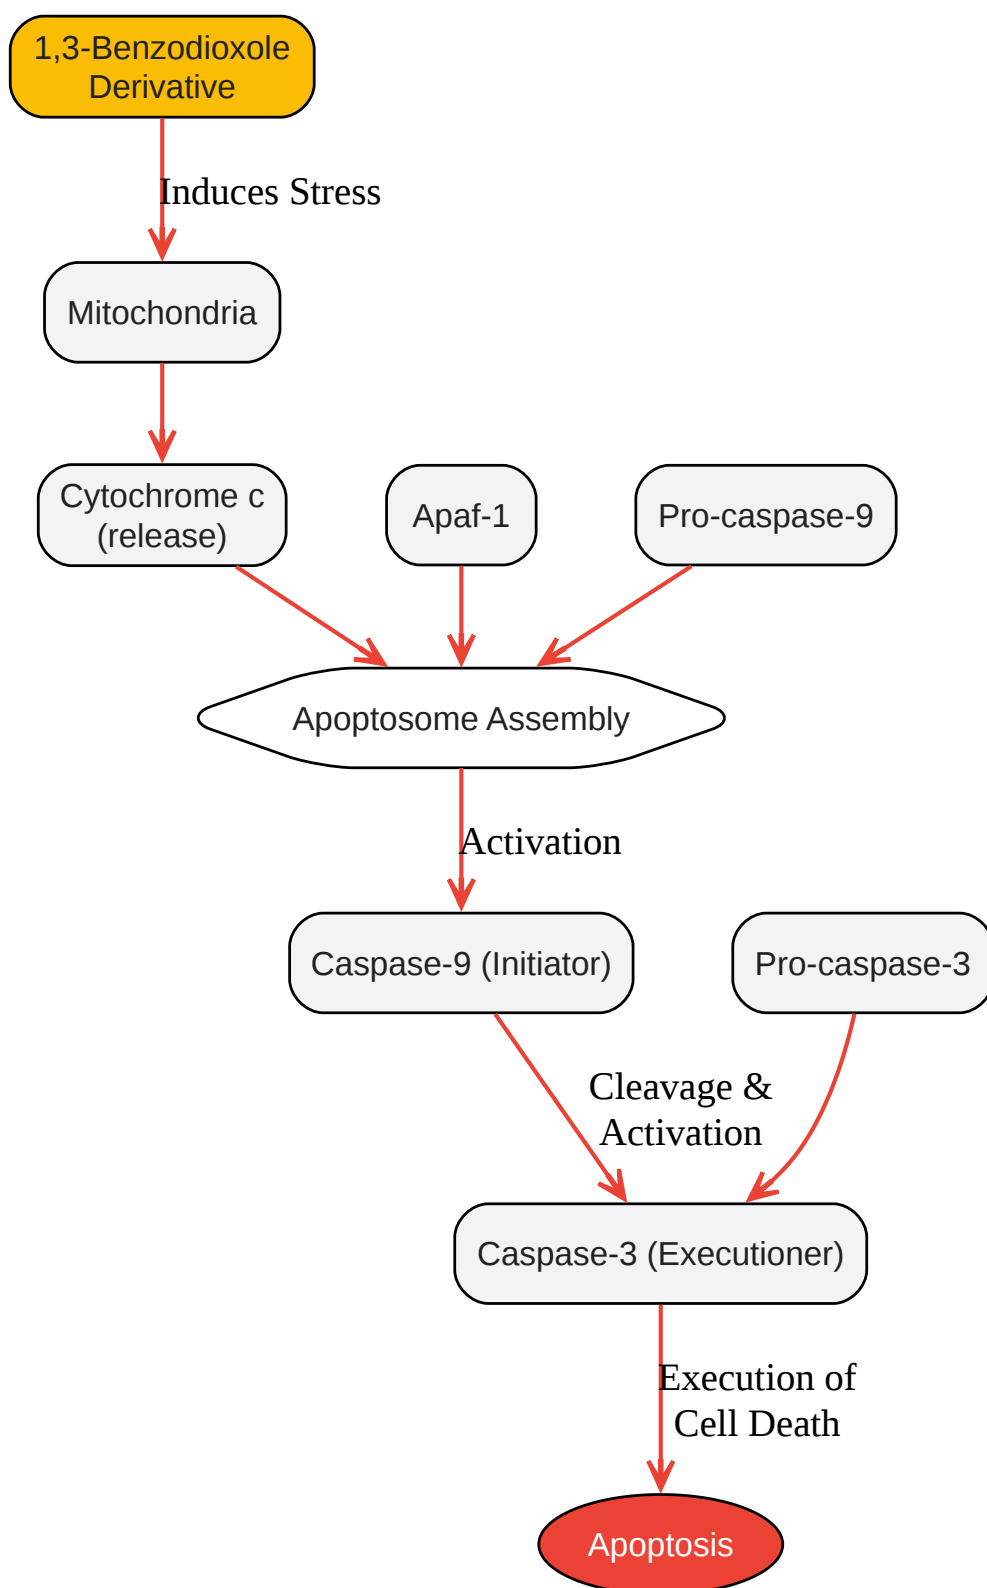 1,3-Benzodioxole
Derivative
Induces Stress
Mitochondria
Cytochrome c
(release)
Apaf-1
Pro-caspase-9
Apoptosome Assembly
Activation
Caspase-9 (Initiator)
Pro-caspase-3
Cleavage &
Activation
Caspase-3 (Executioner)
Execution of
Cell Death
Apoptosis